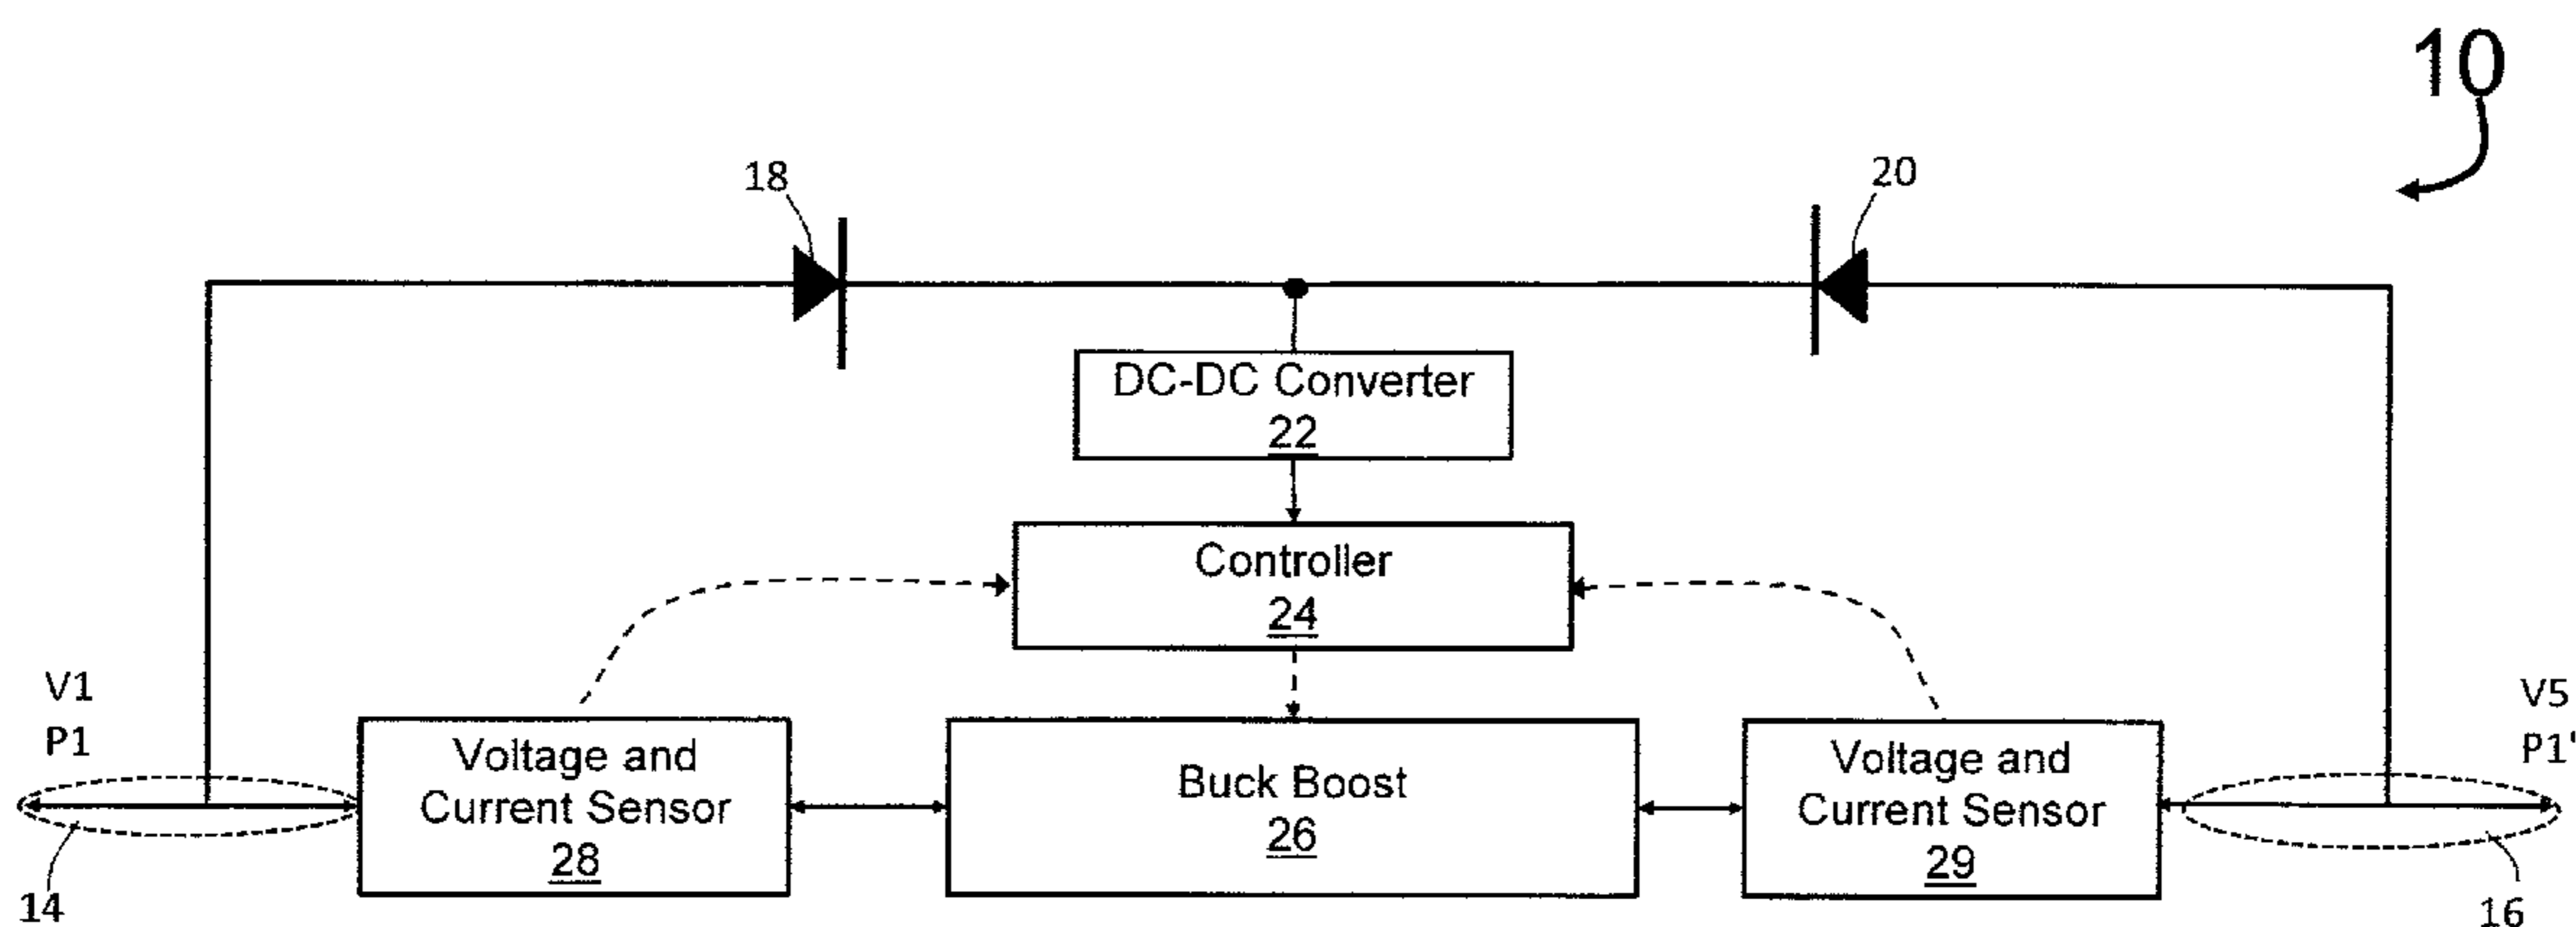 10
18
20
DC-DC Converter
22
Controller
24
V1
P1
V5
P1'
Voltage and
Current Sensor
28
Buck Boost
26
Voltage and
Current Sensor
29
14
16